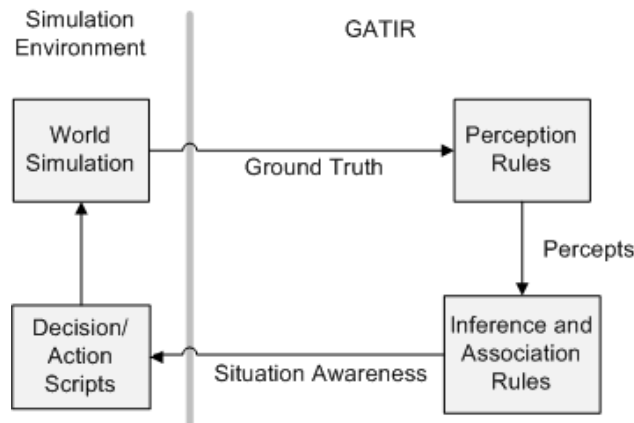 Simulation
Environment
GATIR
World
Simulation
Ground Truth
Perception
Rules
Percepts
Decision/
Action
Scripts
Situation Awareness
Inference and
Association
Rules